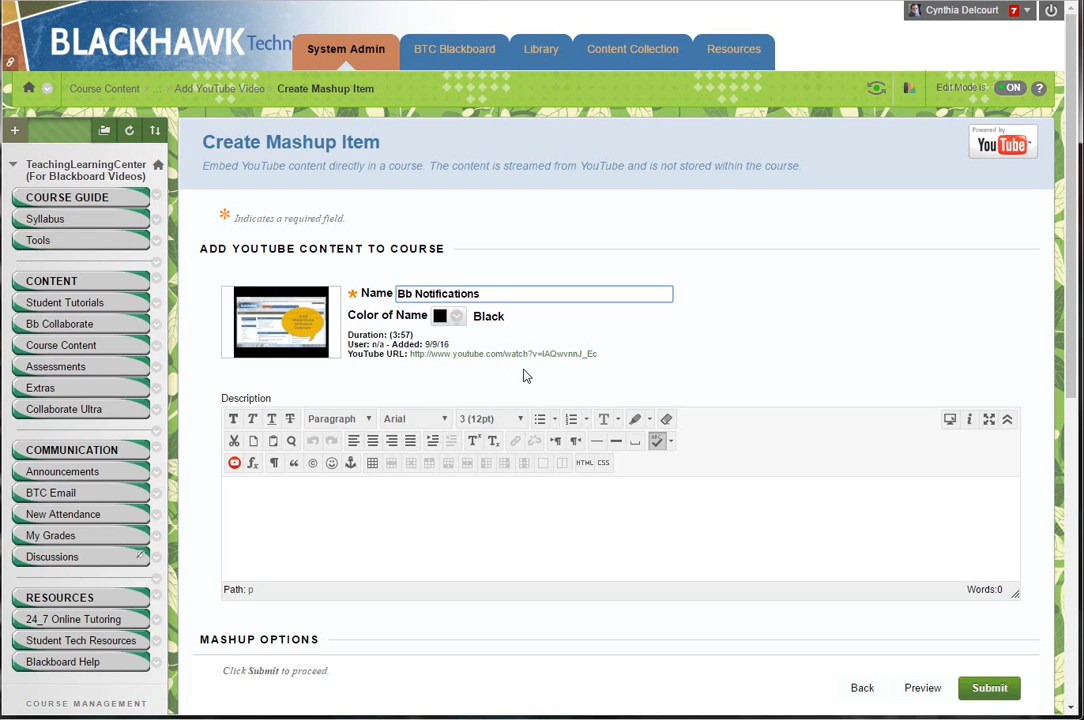 Cynthia Delcourt 7
BLACKHAWK Techni
System Admin BTC Blackboard Library Content Collection Resources
Course Content ... Add YouTube Video Create Mashup Item Edit Mode is: ON ?
TeachingLearningCenter
(For Blackboard Videos)
COURSE GUIDE
Syllabus
Tools
CONTENT
Student Tutorials
Bb Collaborate
Course Content
Assessments
Extras
Collaborate Ultra
COMMUNICATION
Announcements
BTC Email
New Attendance
My Grades
Discussions
RESOURCES
24_7 Online Tutoring
Student Tech Resources
Blackboard Help
COURSE MANAGEMENT
Create Mashup Item
Embed YouTube content directly in a course. The content is streamed from YouTube and is not stored within the course.
Powered by
YouTube
* Indicates a required field.
ADD YOUTUBE CONTENT TO COURSE
* Name Bb Notifications
Color of Name Black
Duration: (3:57)
User: n/a - Added: 9/9/16
YouTube URL: http://www.youtube.com/watch?v=IAQwvnnJ_Ec
Description
T T T T Paragraph Arial 3 (12pt) T
HTML CSS
Path: p Words:0
MASHUP OPTIONS
Click Submit to proceed.
Back Preview Submit